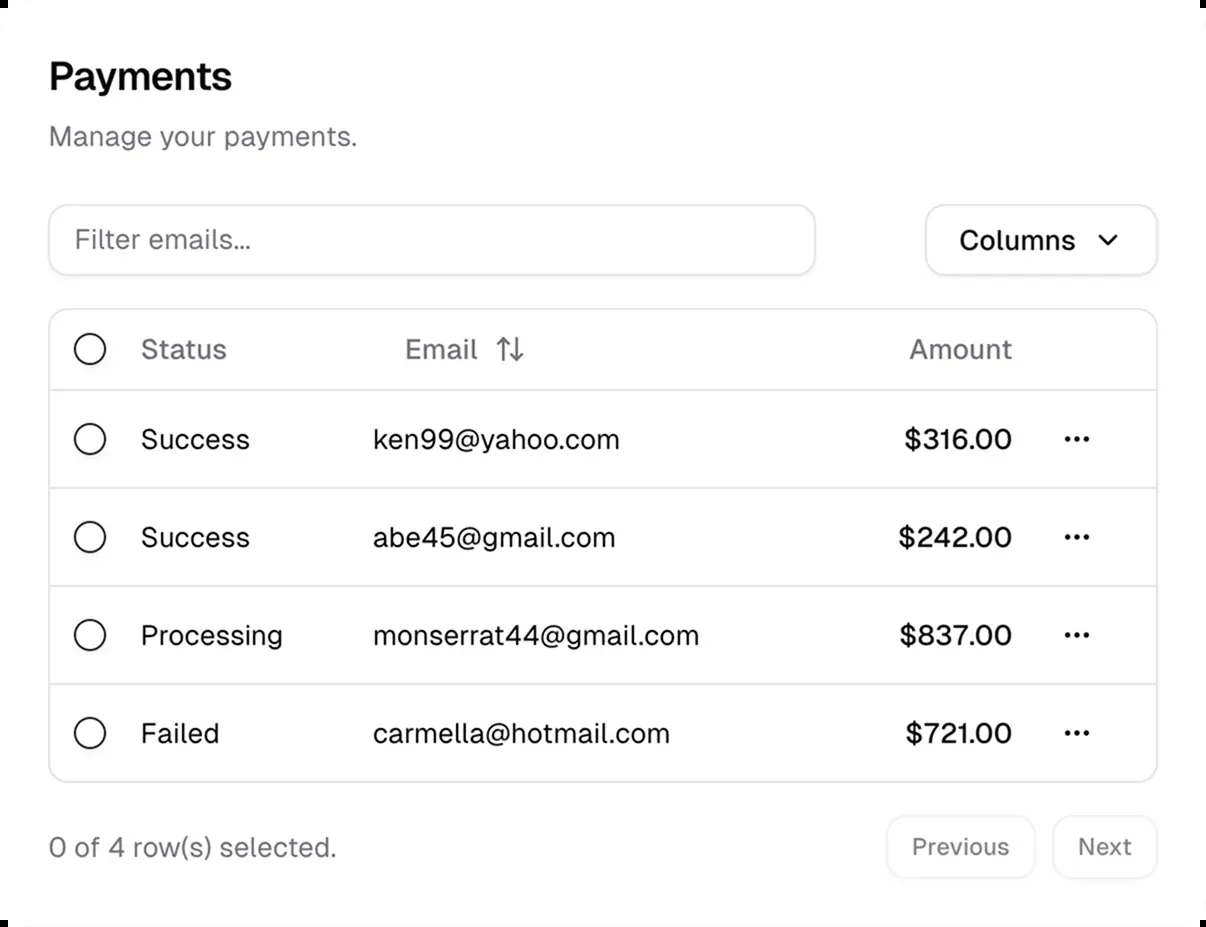 Payments
Manage your payments.
Filter emails...
Columns
Status Email Amount
Success ken99@yahoo.com $316.00
Success abe45@gmail.com $242.00
Processing monserrat44@gmail.com $837.00
Failed carmella@hotmail.com $721.00
0 of 4 row(s) selected.
Previous Next